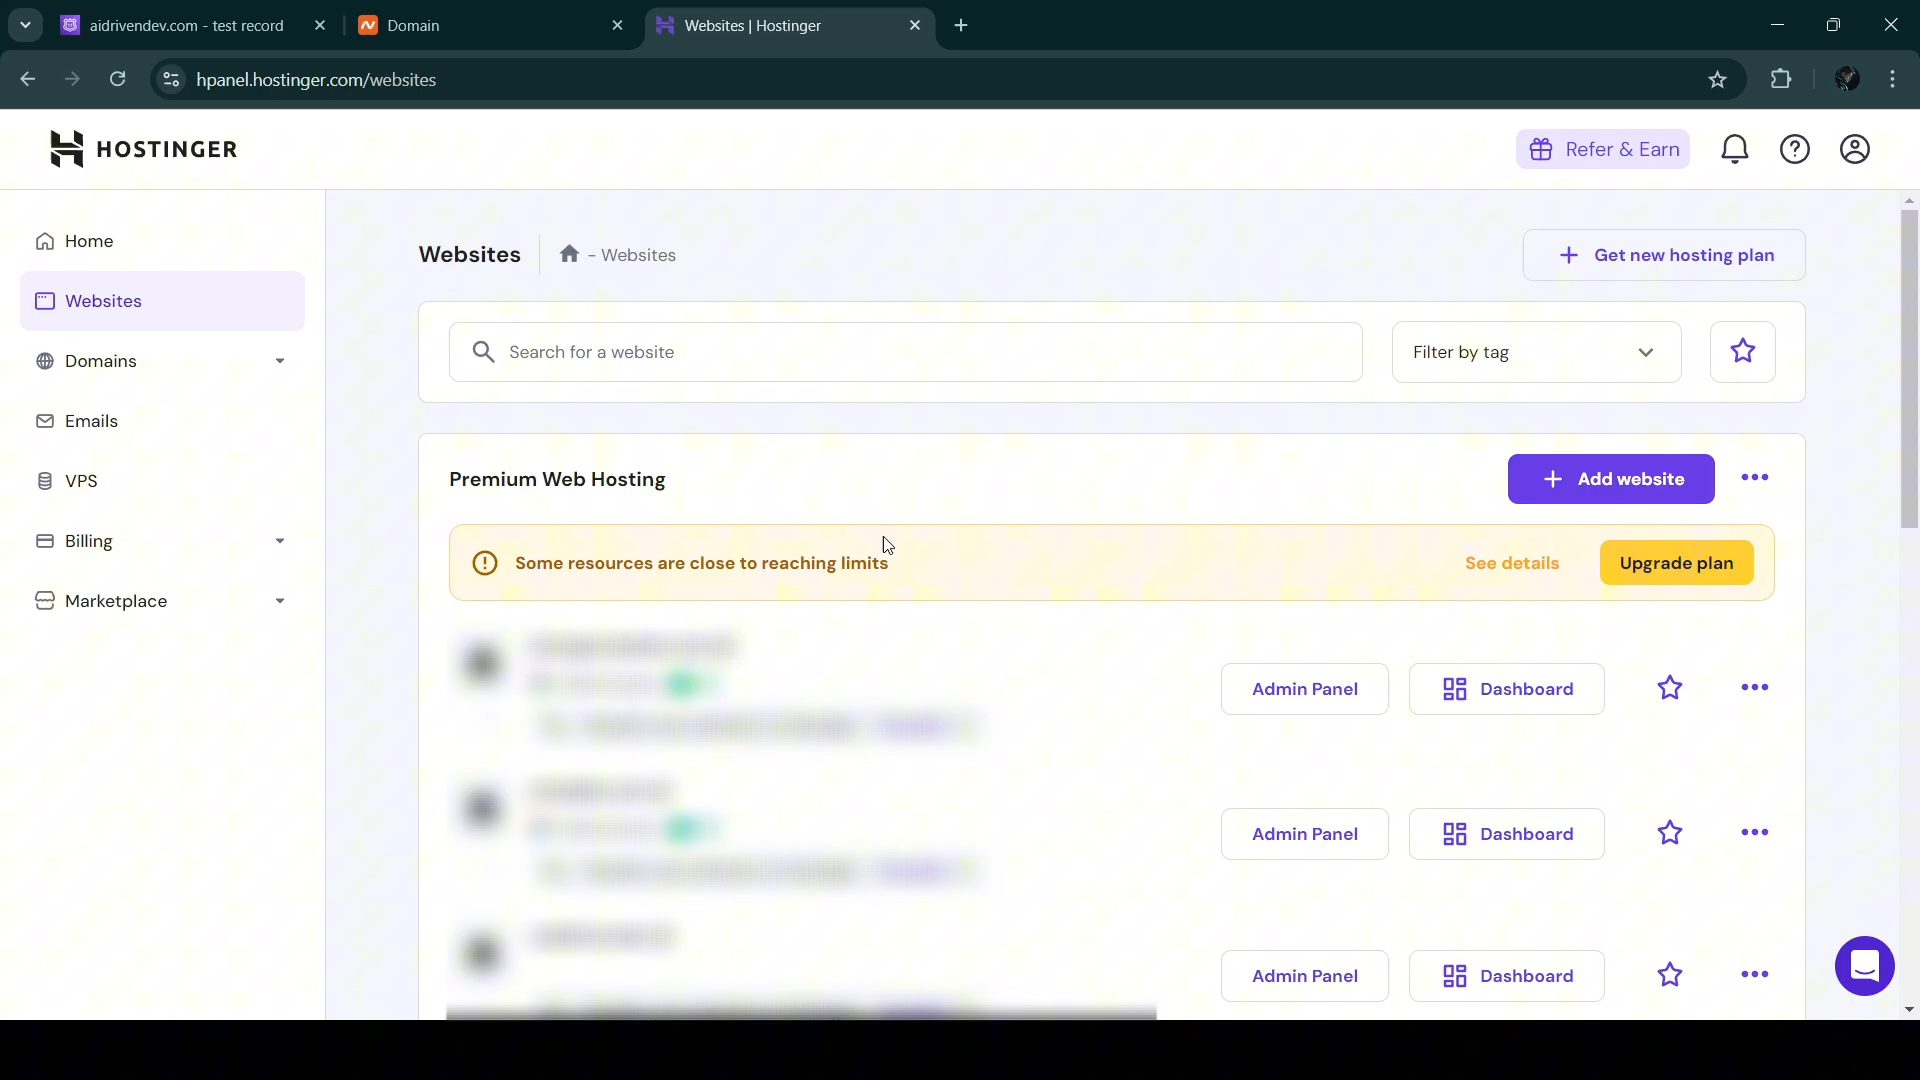 aidrivendev.com - test record
Domain
Websites | Hostinger
hpanel.hostinger.com/websites
HOSTINGER
Refer & Earn
Home
Websites
Domains
Emails
VPS
Billing
Marketplace
Websites
- Websites
Get new hosting plan
Search for a website
Filter by tag
Premium Web Hosting
Add website
Some resources are close to reaching limits
See details
Upgrade plan
Admin Panel
Dashboard
Admin Panel
Dashboard
Admin Panel
Dashboard